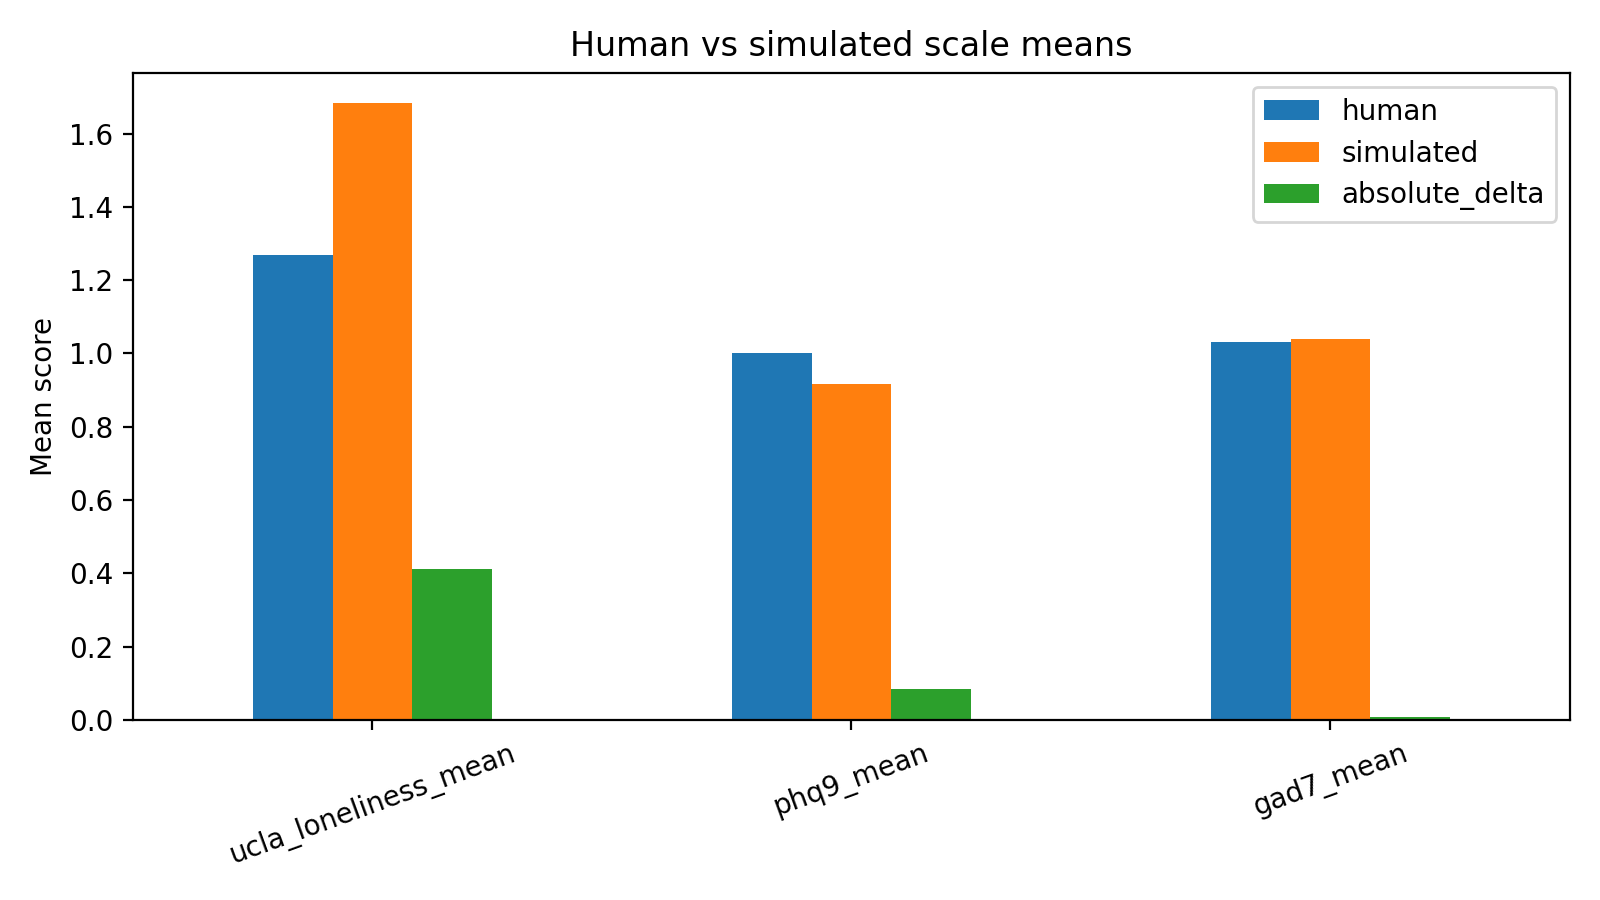 Human vs simulated scale means
human
simulated
absolute_delta
Mean score
1.6
1.4
1.2
1.0
0.8
0.6
0.4
0.2
0.0
ucla_loneliness_mean
phq9_mean
gad7_mean